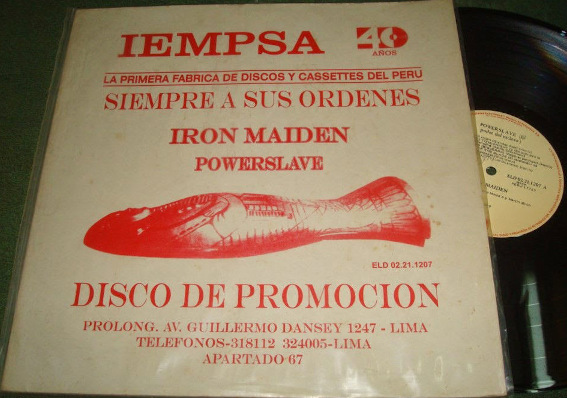 IEMPSA 40
AÑOS
LA PRIMERA FABRICA DE DISCOS Y CASSETTES DEL PERU
SIEMPRE A SUS ORDENES
IRON MAIDEN
POWERSLAVE
ELD 02.21.1207
DISCO DE PROMOCION
PROLONG. AV. GUILLERMO DANSEY 1247 - LIMA
TELEFONOS-318112 324005-LIMA
APARTADO 67
POWERSLAVE
MAIDEN